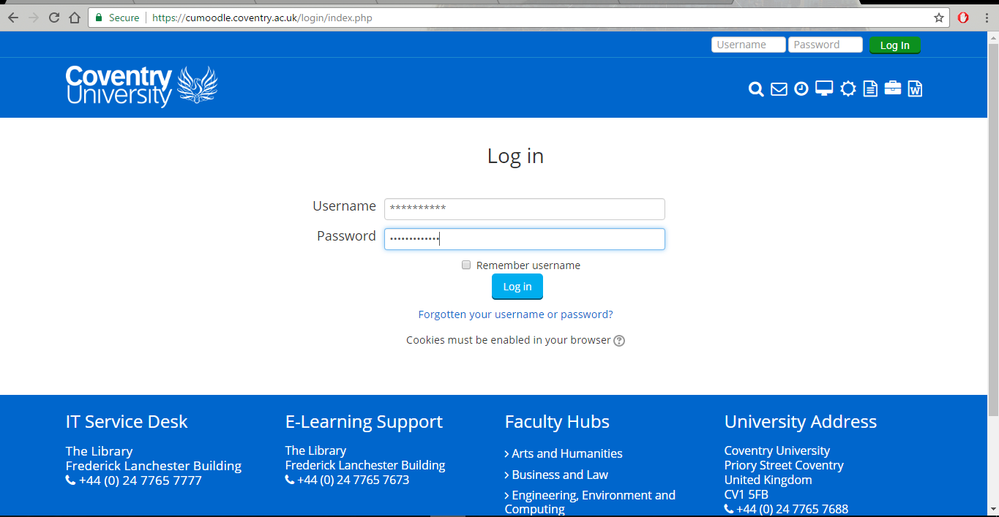 Secure https://cumoodle.coventry.ac.uk/login/index.php
Username Password Log In
Coventry
University
Log in
Username **********
Password •••••••••••••
Remember username
Log in
Forgotten your username or password?
Cookies must be enabled in your browser ?
IT Service Desk
The Library
Frederick Lanchester Building
+44 (0) 24 7765 7777
E-Learning Support
The Library
Frederick Lanchester Building
+44 (0) 24 7765 7673
Faculty Hubs
› Arts and Humanities
› Business and Law
› Engineering, Environment and
Computing
University Address
Coventry University
Priory Street Coventry
United Kingdom
CV1 5FB
+44 (0) 24 7765 7688